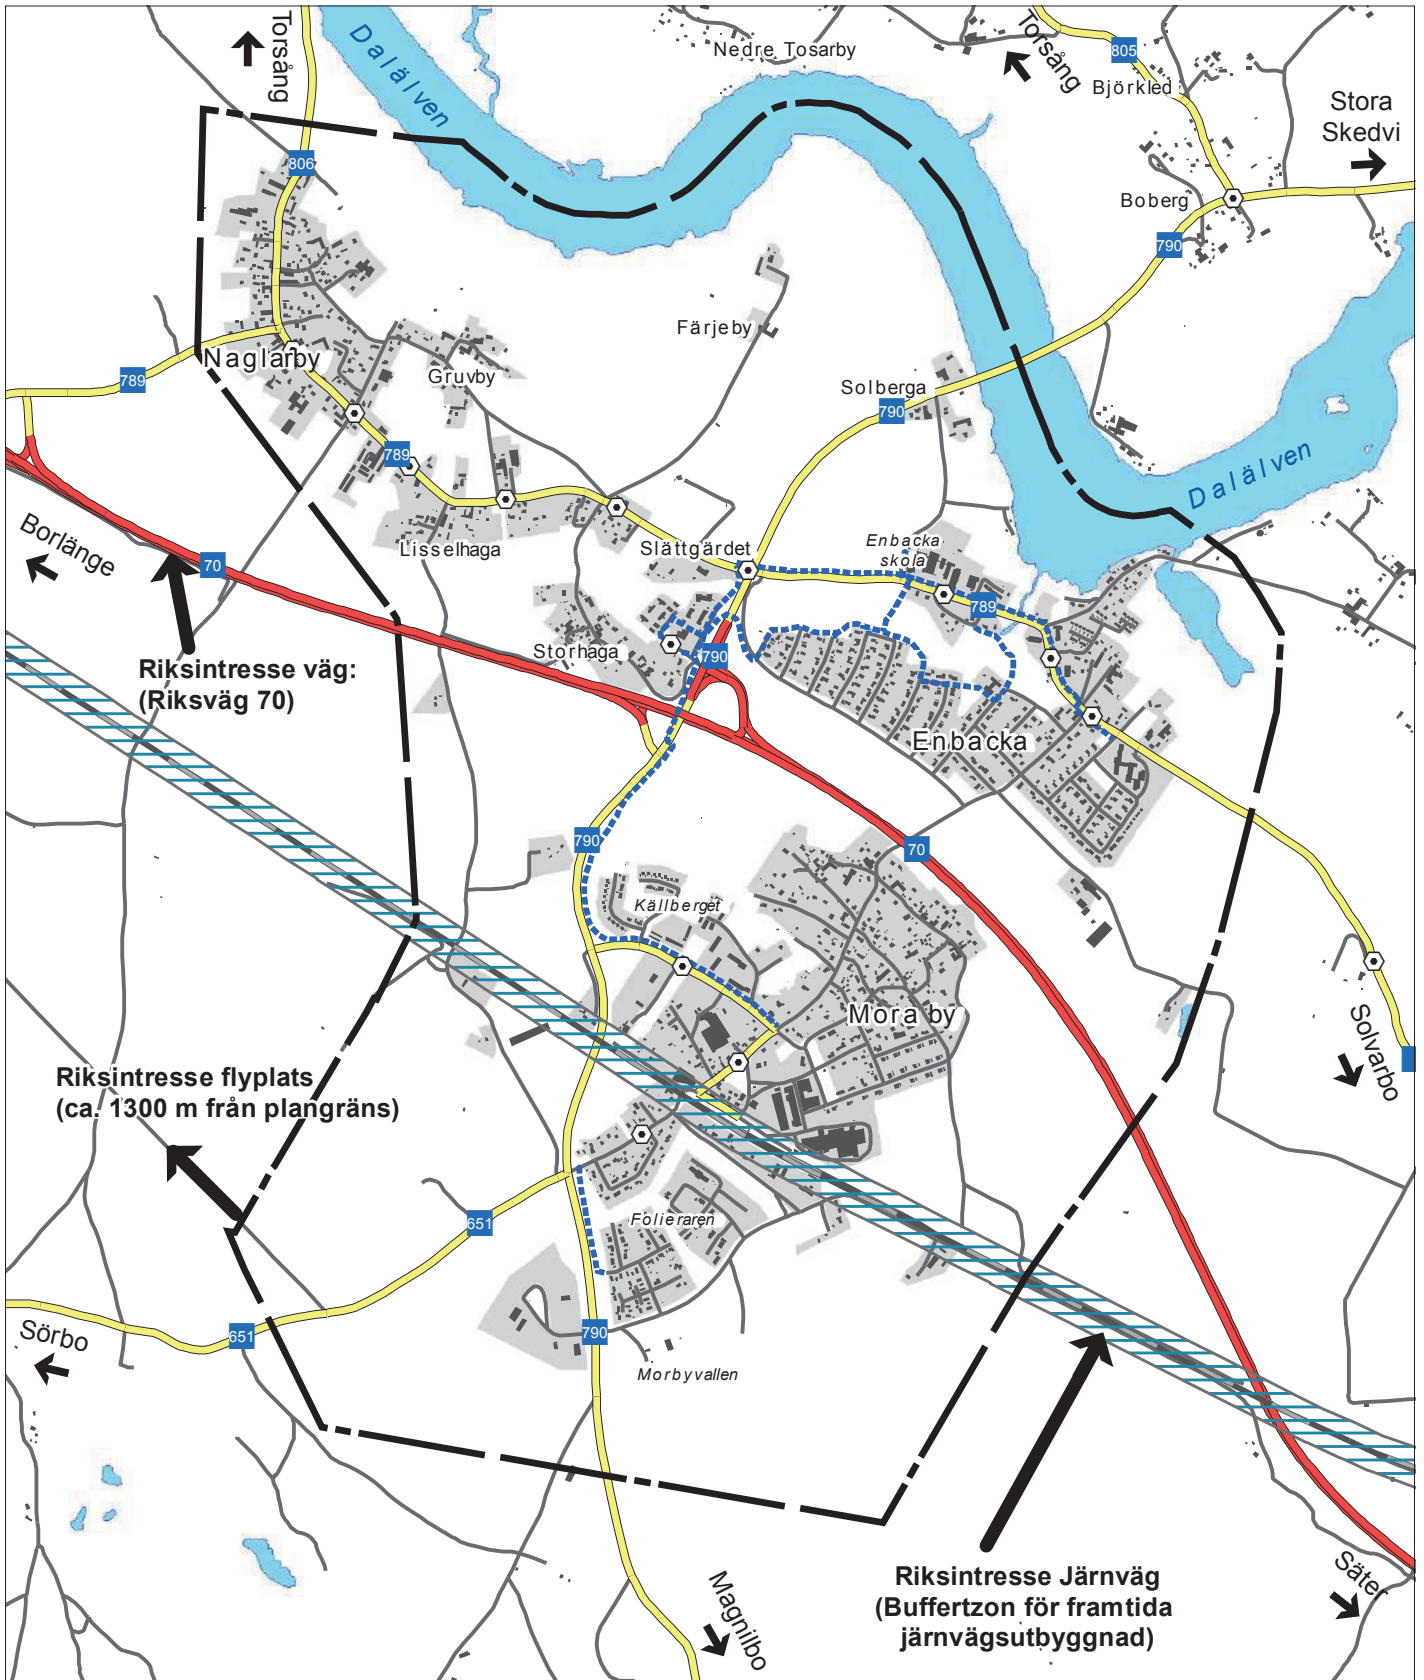 Torsång
Dalälven
Nedre Tosarby
Torsång
805
Björkled
Stora
Skedvi
806
Boberg
790
Färjeby
Naglarby
Gruvby
789
Solberga
790
789
Dalälven
Borlänge
70
Lisselhaga
Slättgärdet
Enbacka
skola
789
Storhaga
790
Riksintresse väg:
(Riksväg 70)
Enbacka
790
70
Källberget
Mora by
Solvarbo
Riksintresse flyplats
(ca. 1300 m från plangräns)
651
Folieraren
Sörbo
651
790
Morbyvallen
Riksintresse Järnväg
(Buffertzon för framtida
järnvägsutbyggnad)
Säter
Magnilbo